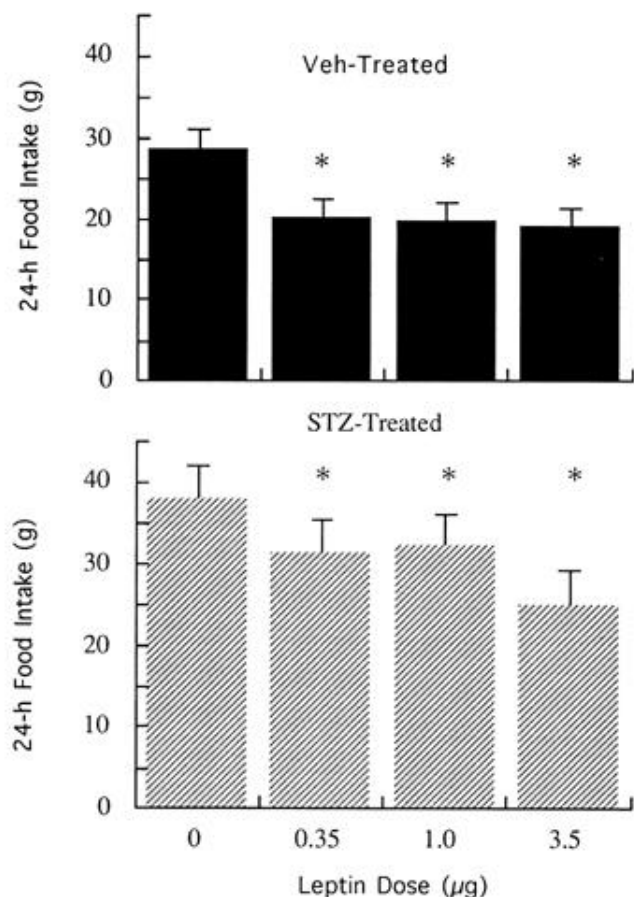 Veh-Treated
24-h Food Intake (g)
40
30
20
10
0
* * *
STZ-Treated
24-h Food Intake (g)
40
30
20
10
0
* * *
0 0.35 1.0 3.5
Leptin Dose (µg)